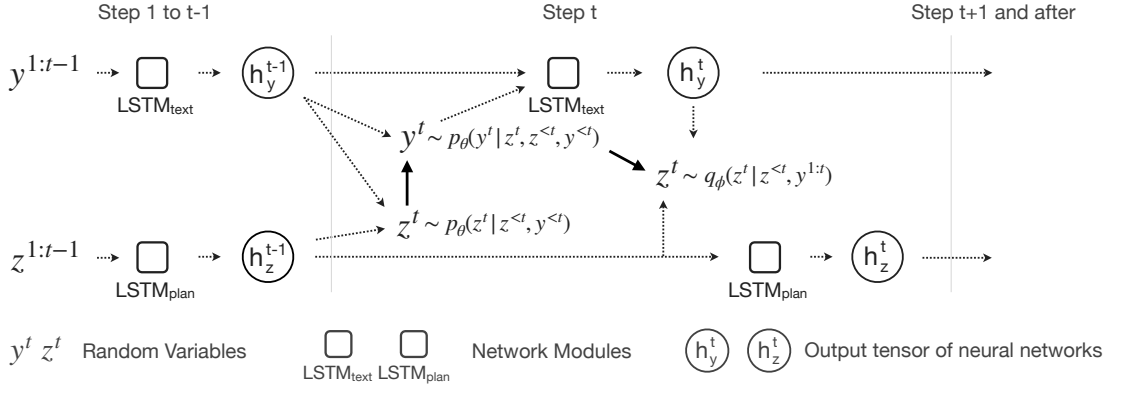 Step 1 to t-1 Step t Step t+1 and after
y^{1:t−1} LSTM_text h_y^{t-1} LSTM_text h_y^t
y^t ~ p_θ(y^t | z^t, z^{<t}, y^{<t})
z^t ~ q_ϕ(z^t | z^{<t}, y^{1:t})
z^t ~ p_θ(z^t | z^{<t}, y^{<t})
z^{1:t−1} LSTM_plan h_z^{t-1} LSTM_plan h_z^t
y^t z^t Random Variables LSTM_text LSTM_plan Network Modules h_y^t h_z^t Output tensor of neural networks